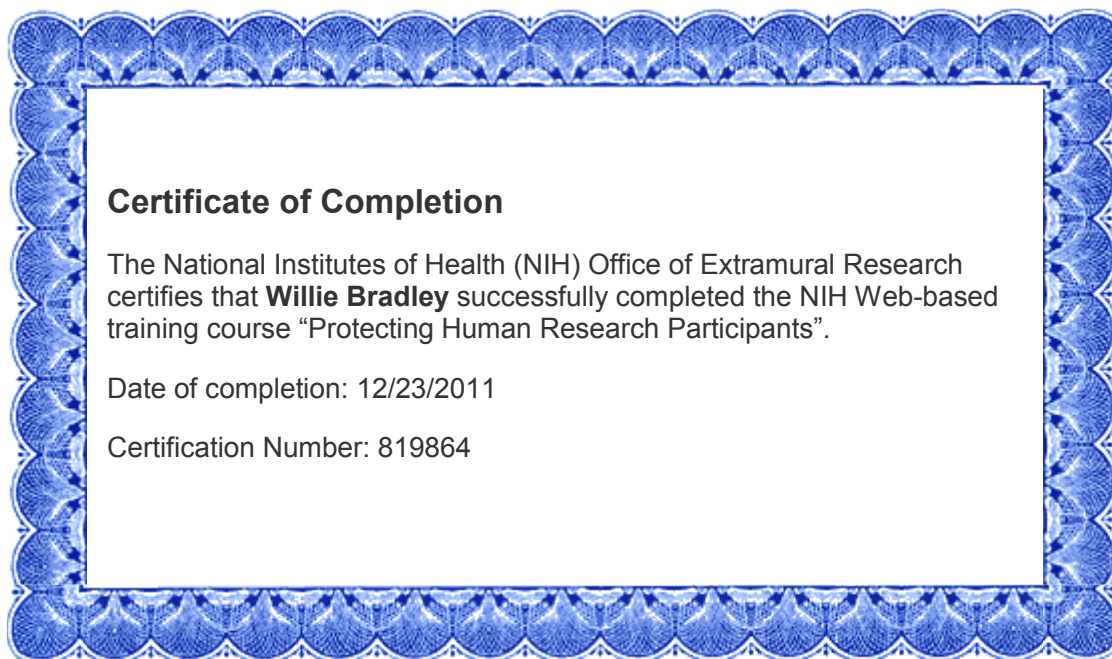 Certificate of Completion
The National Institutes of Health (NIH) Office of Extramural Research
certifies that Willie Bradley successfully completed the NIH Web-based
training course “Protecting Human Research Participants”.
Date of completion: 12/23/2011
Certification Number: 819864